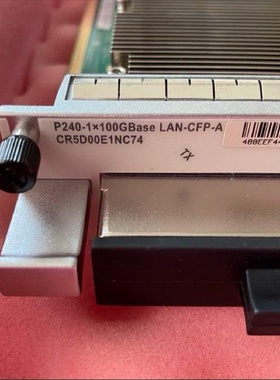 P240-1×100GBase LAN-CFP-A
CR5D00E1NC74
TX